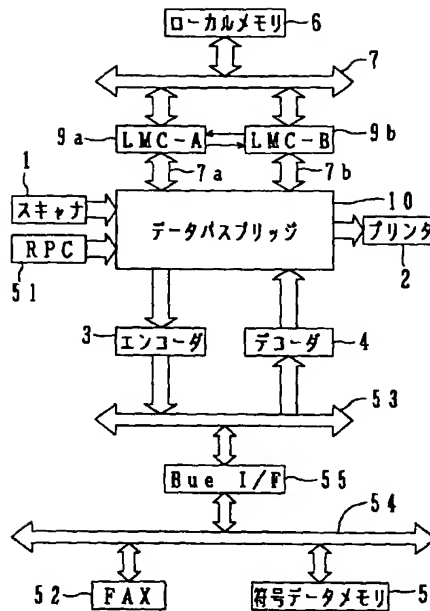 ローカルメモリ 6
7
9a LMC-A LMC-B 9b
7a 7b
1 10
スキャナ データパスブリッジ プリンタ
RPC 2
51
3 エンコーダ デコーダ 4
53
Bue I/F 55
54
52 FAX 符号データメモリ 5